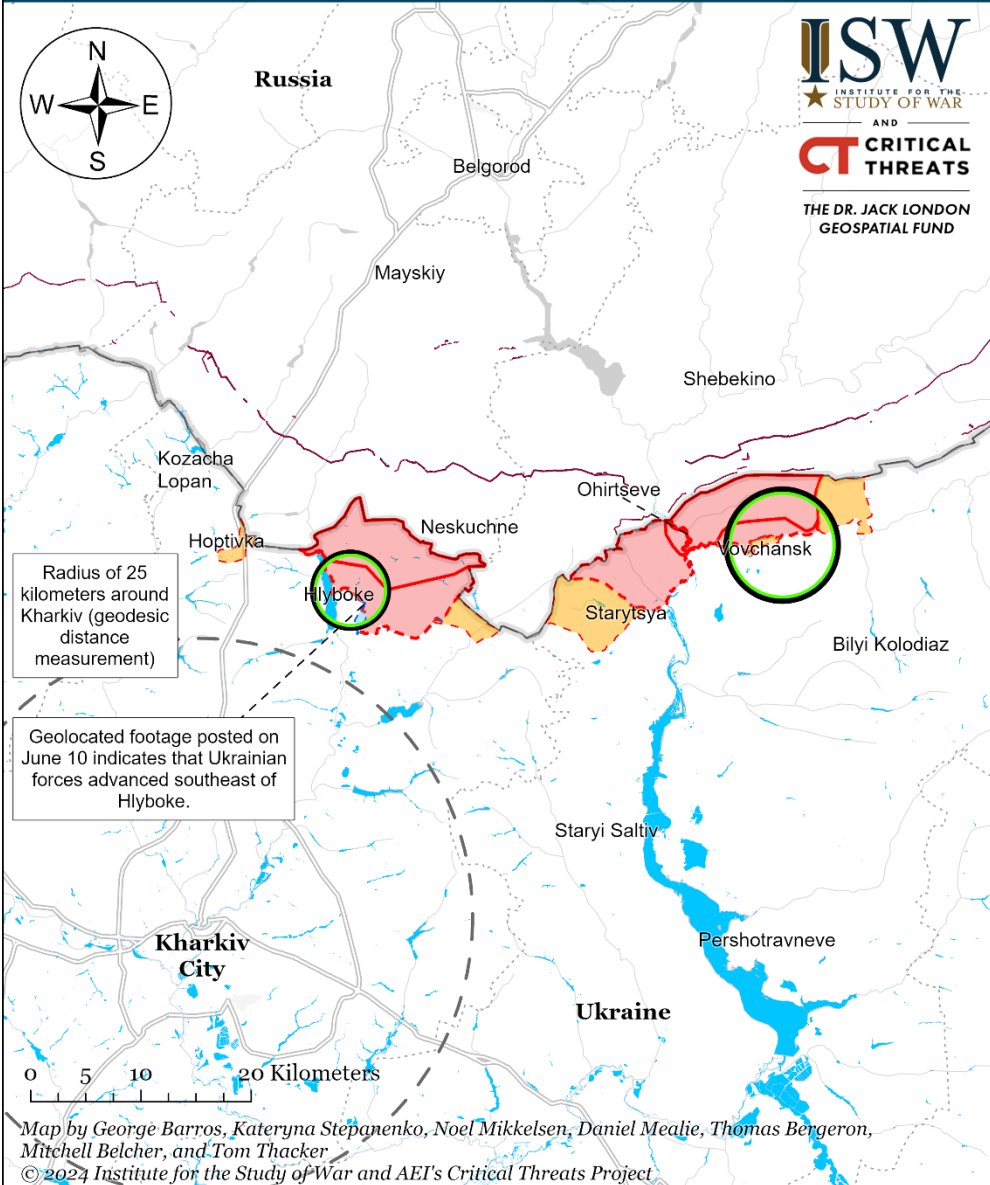 N
W E
S
Russia
ISW
INSTITUTE FOR THE
STUDY OF WAR
AND
CT CRITICAL
THREATS
THE DR. JACK LONDON
GEOSPATIAL FUND
Belgorod
Mayskiy
Shebekino
Kozacha
Lopan
Ohirtseve
Neskuchne
Hoptivka
Vovchansk
Radius of 25
kilometers around
Kharkiv (geodesic
distance
measurement)
Hlyboke
Starytsya
Bilyi Kolodiaz
Geolocated footage posted on
June 10 indicates that Ukrainian
forces advanced southeast of
Hlyboke.
Staryi Saltiv
Pershotravneve
Kharkiv
City
Ukraine
0 5 10 20 Kilometers
Map by George Barros, Kateryna Stepanenko, Noel Mikkelsen, Daniel Mealie, Thomas Bergeron,
Mitchell Belcher, and Tom Thacker
© 2024 Institute for the Study of War and AEI's Critical Threats Project